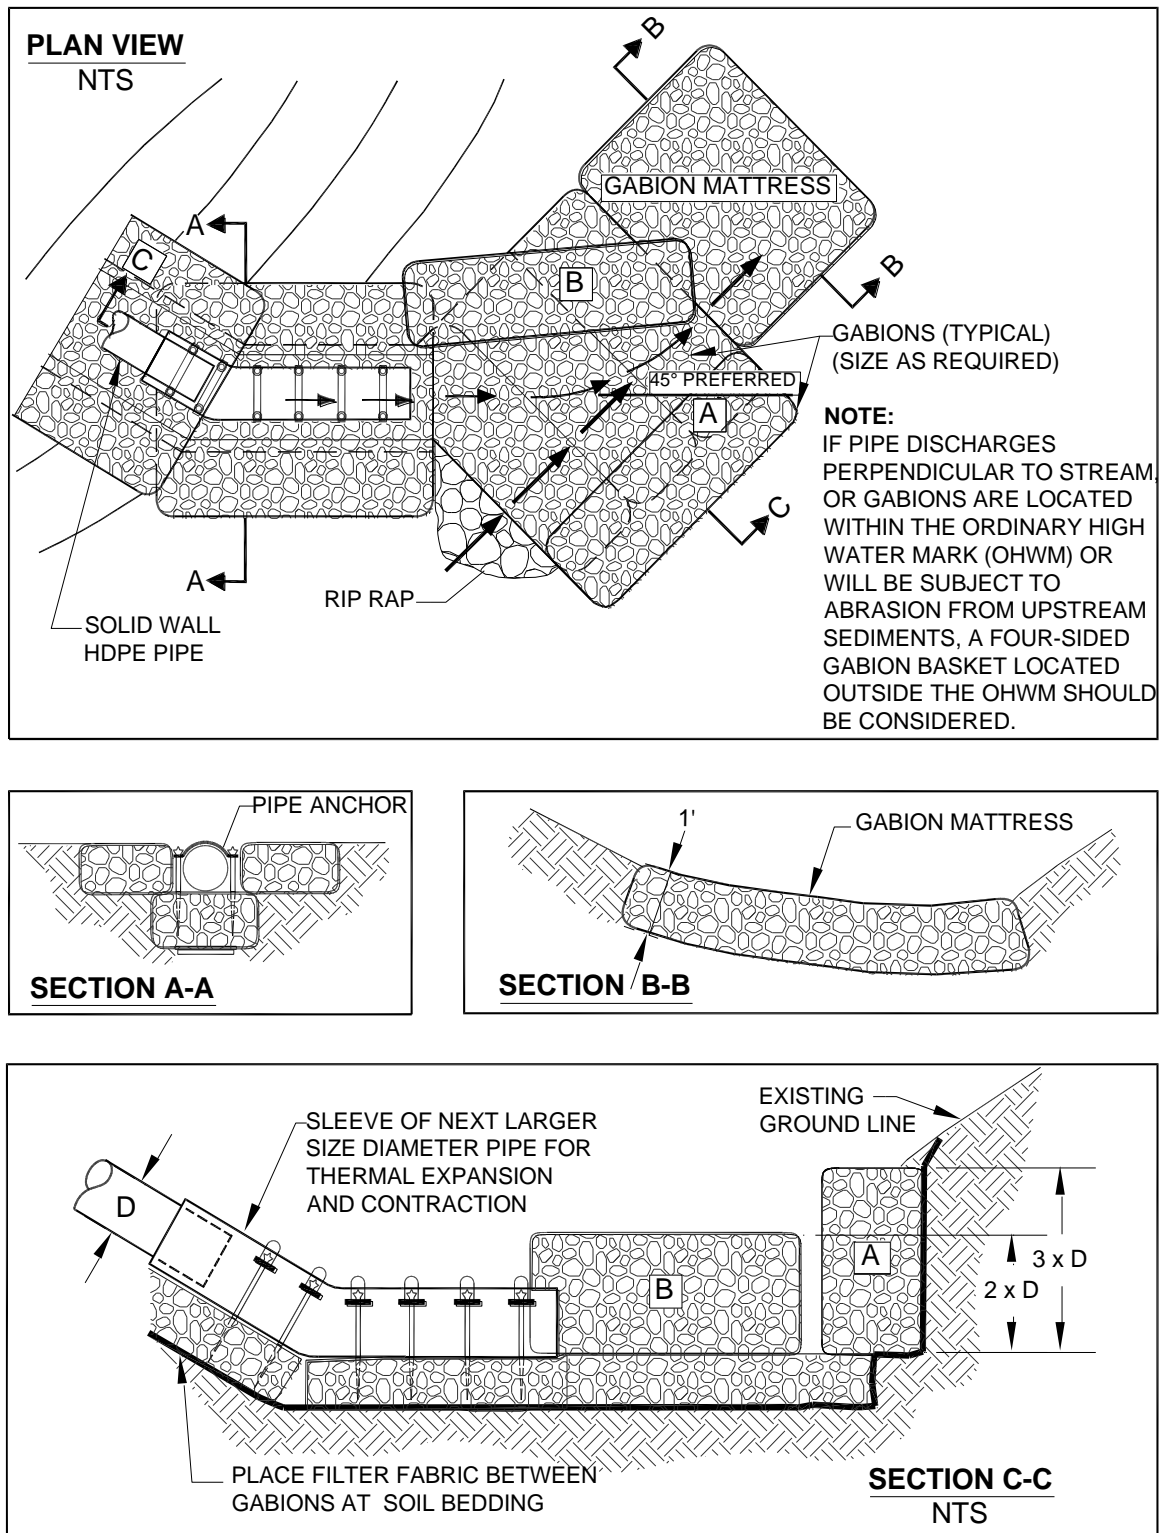 PLAN VIEW
NTS
B
GABION MATTRESS
A
C
B
B
GABIONS (TYPICAL)
(SIZE AS REQUIRED)
45° PREFERRED
A
NOTE:
IF PIPE DISCHARGES
PERPENDICULAR TO STREAM,
OR GABIONS ARE LOCATED
WITHIN THE ORDINARY HIGH
WATER MARK (OHWM) OR
WILL BE SUBJECT TO
ABRASION FROM UPSTREAM
SEDIMENTS, A FOUR-SIDED
GABION BASKET LOCATED
OUTSIDE THE OHWM SHOULD
BE CONSIDERED.
C
A
RIP RAP
SOLID WALL
HDPE PIPE
PIPE ANCHOR
SECTION A-A
1'
GABION MATTRESS
SECTION B-B
SLEEVE OF NEXT LARGER
SIZE DIAMETER PIPE FOR
THERMAL EXPANSION
AND CONTRACTION
EXISTING
GROUND LINE
D
B
A
3 x D
2 x D
PLACE FILTER FABRIC BETWEEN
GABIONS AT SOIL BEDDING
SECTION C-C
NTS